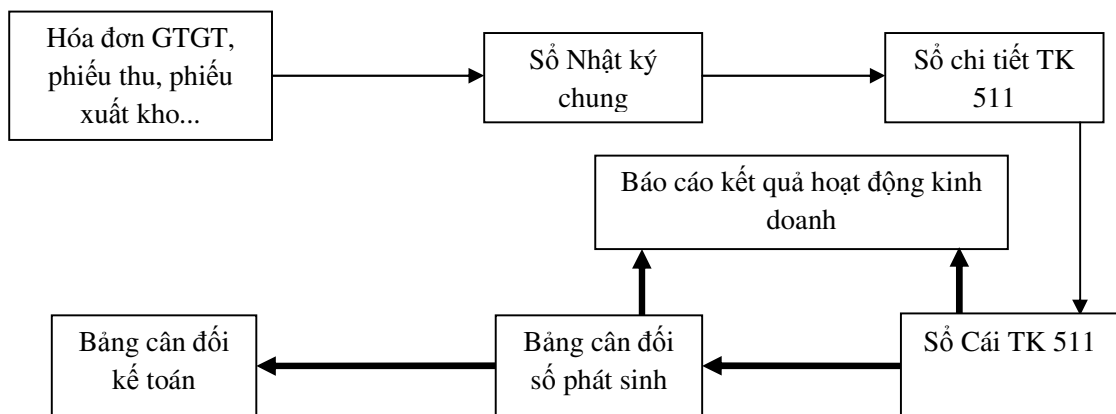 Hóa đơn GTGT,
phiếu thu, phiếu
xuất kho...
Sổ Nhật ký
chung
Sổ chi tiết TK
511
Báo cáo kết quả hoạt động kinh
doanh
Bảng cân đối
kế toán
Bảng cân đối
số phát sinh
Sổ Cái TK 511